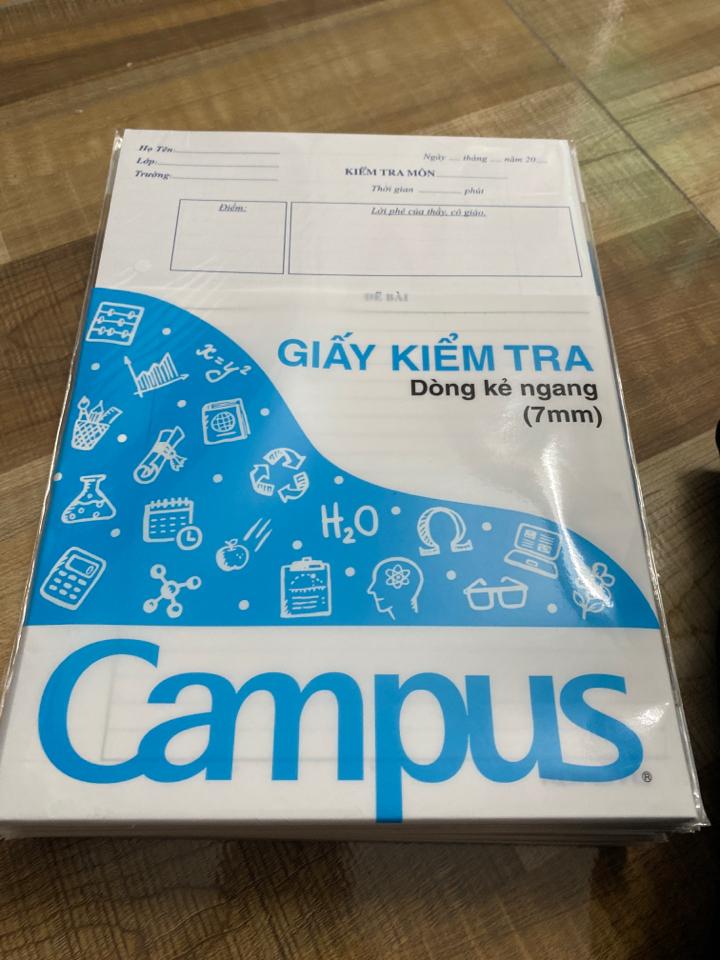 Họ Tên:
Lớp:
Trường:
Ngày .... tháng .... năm 20....
KIỂM TRA MÔN
Thời gian phút
Điểm:
Lời phê của thầy, cô giáo.
ĐỀ BÀI
GIẤY KIỂM TRA
Dòng kẻ ngang
(7mm)
x=y²
H₂O
Campus®